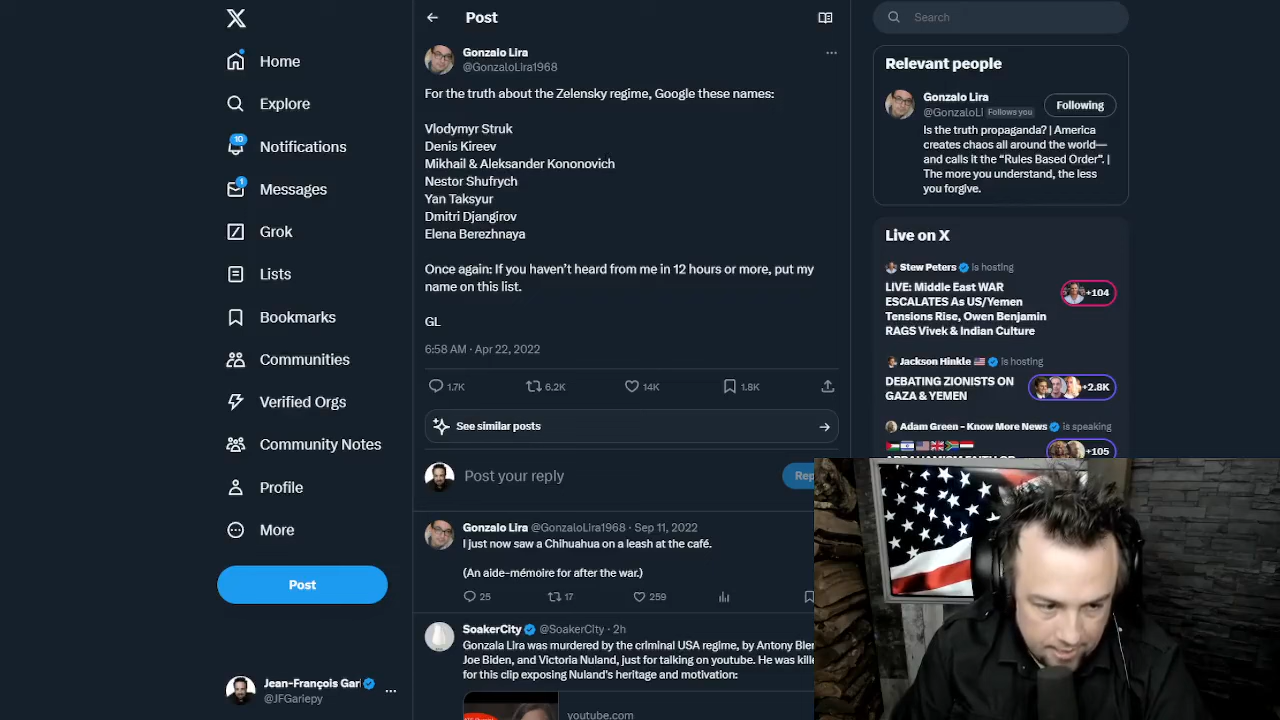 Post
Search
Gonzalo Lira
@GonzaloLira1968
For the truth about the Zelensky regime, Google these names:
Vlodymyr Struk
Denis Kireev
Mikhail & Aleksander Kononovich
Nestor Shufrych
Yan Taksyur
Dmitri Djangirov
Elena Berezhnaya
Once again: If you haven't heard from me in 12 hours or more, put my
name on this list.
GL
6:58 AM · Apr 22, 2022
1.7K
6.2K
14K
1.8K
See similar posts
Post your reply
Rep
Gonzalo Lira @GonzaloLira1968 · Sep 11, 2022
I just now saw a Chihuahua on a leash at the café.
(An aide-mémoire for after the war.)
25
17
259
SoakerCity @SoakerCity · 2h
Gonzala Lira was murdered by the criminal USA regime, by Antony Blen
Joe Biden, and Victoria Nuland, just for talking on youtube. He was kille
for this clip exposing Nuland's heritage and motivation:
youtube.com
Home
Explore
10
Notifications
1
Messages
Grok
Lists
Bookmarks
Communities
Verified Orgs
Community Notes
Profile
More
Post
Jean-François Gari
@JFGariepy
Relevant people
Gonzalo Lira
@GonzaloLi Follows you
Following
Is the truth propaganda? | America
creates chaos all around the world—
and calls it the "Rules Based Order". |
The more you understand, the less
you forgive.
Live on X
Stew Peters is hosting
LIVE: Middle East WAR
ESCALATES As US/Yemen
Tensions Rise, Owen Benjamin
RAGS Vivek & Indian Culture
+104
Jackson Hinkle is hosting
DEBATING ZIONISTS ON
GAZA & YEMEN
+2.8K
Adam Green - Know More News is speaking
+105